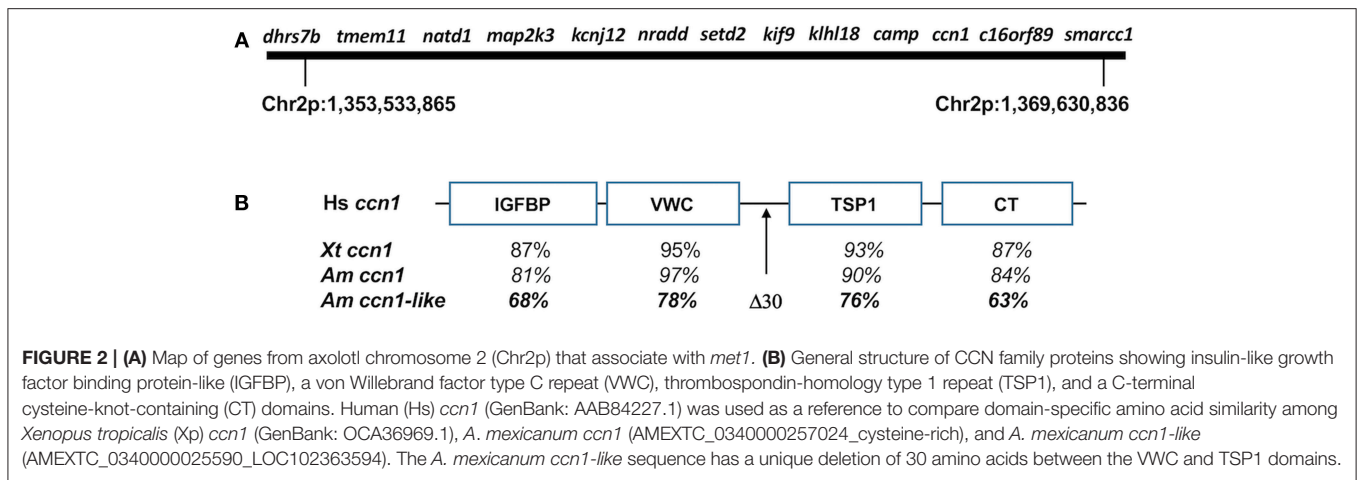 A dhrs7b tmem11 natd1 map2k3 kcnj12 nradd setd2 kif9 klhl18 camp ccn1 c16orf89 smarcc1
Chr2p:1,353,533,865 Chr2p:1,369,630,836
B Hs ccn1 IGFBP VWC TSP1 CT
Xt ccn1 87% 95% 93% 87%
Am ccn1 81% 97% 90% 84%
Am ccn1-like 68% 78% Δ30 76% 63%
FIGURE 2 | (A) Map of genes from axolotl chromosome 2 (Chr2p) that associate with met1. (B) General structure of CCN family proteins showing insulin-like growth
factor binding protein-like (IGFBP), a von Willebrand factor type C repeat (VWC), thrombospondin-homology type 1 repeat (TSP1), and a C-terminal
cysteine-knot-containing (CT) domains. Human (Hs) ccn1 (GenBank: AAB84227.1) was used as a reference to compare domain-specific amino acid similarity among
Xenopus tropicalis (Xp) ccn1 (GenBank: OCA36969.1), A. mexicanum ccn1 (AMEXTC_0340000257024_cysteine-rich), and A. mexicanum ccn1-like
(AMEXTC_0340000025590_LOC102363594). The A. mexicanum ccn1-like sequence has a unique deletion of 30 amino acids between the VWC and TSP1 domains.